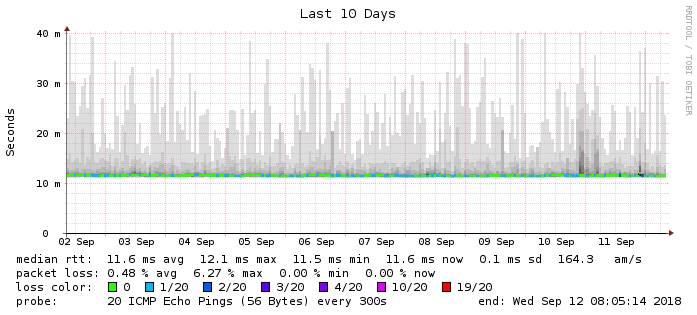 Last 10 Days
RRDTOOL / TOBI OETIKER
Seconds
40 m
30 m
20 m
10 m
0
02 Sep 03 Sep 04 Sep 05 Sep 06 Sep 07 Sep 08 Sep 09 Sep 10 Sep 11 Sep
median rtt: 11.6 ms avg 12.1 ms max 11.5 ms min 11.6 ms now 0.1 ms sd 164.3 am/s
packet loss: 0.48 % avg 6.27 % max 0.00 % min 0.00 % now
loss color: 0 1/20 2/20 3/20 4/20 10/20 19/20
probe: 20 ICMP Echo Pings (56 Bytes) every 300s end: Wed Sep 12 08:05:14 2018